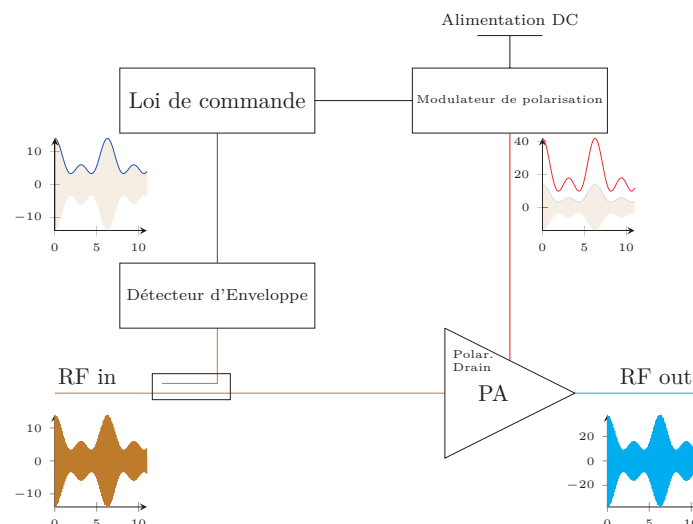 Alimentation DC
Loi de commande
Modulateur de polarisation
10
0
−10
0
5
10
40
20
0
0
5
10
Détecteur d'Enveloppe
Polar.
Drain
PA
RF in
RF out
10
0
−10
0
5
10
20
0
−20
0
5
10